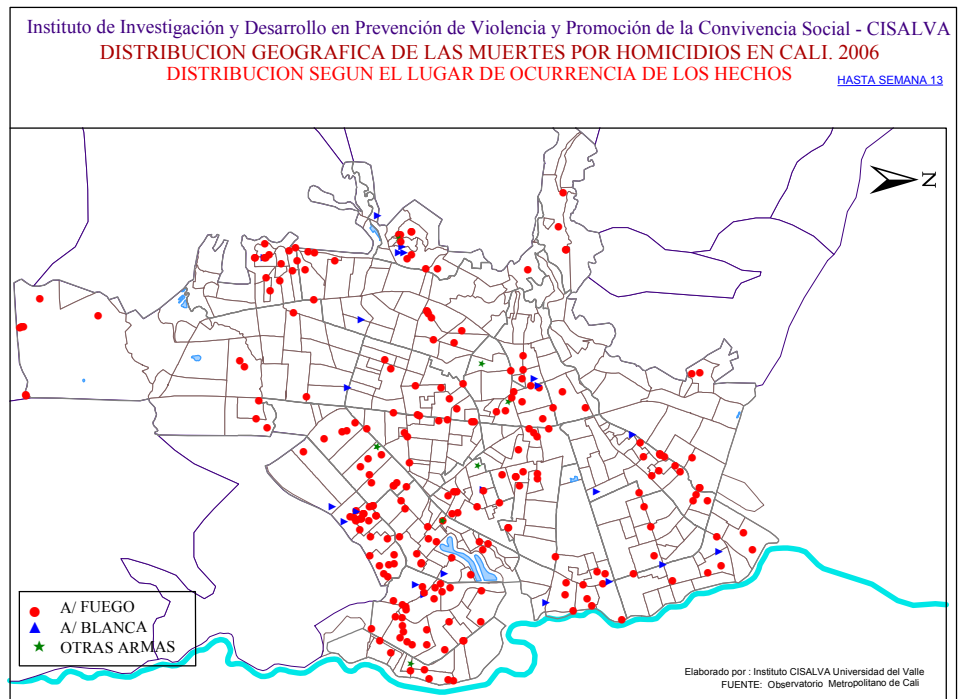 Instituto de Investigación y Desarrollo en Prevención de Violencia y Promoción de la Convivencia Social - CISALVA
DISTRIBUCION GEOGRAFICA DE LAS MUERTES POR HOMICIDIOS EN CALI. 2006
DISTRIBUCION SEGUN EL LUGAR DE OCURRENCIA DE LOS HECHOS
HASTA SEMANA 13
N
A/ FUEGO
A/ BLANCA
OTRAS ARMAS
Elaborado por : Instituto CISALVA Universidad del Valle
FUENTE: Observatorio Metropolitano de Cali